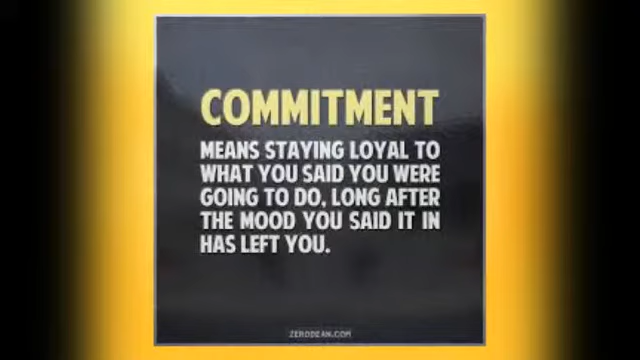 COMMITMENT
MEANS STAYING LOYAL TO
WHAT YOU SAID YOU WERE
GOING TO DO, LONG AFTER
THE MOOD YOU SAID IT IN
HAS LEFT YOU.
ZERODEAN.COM